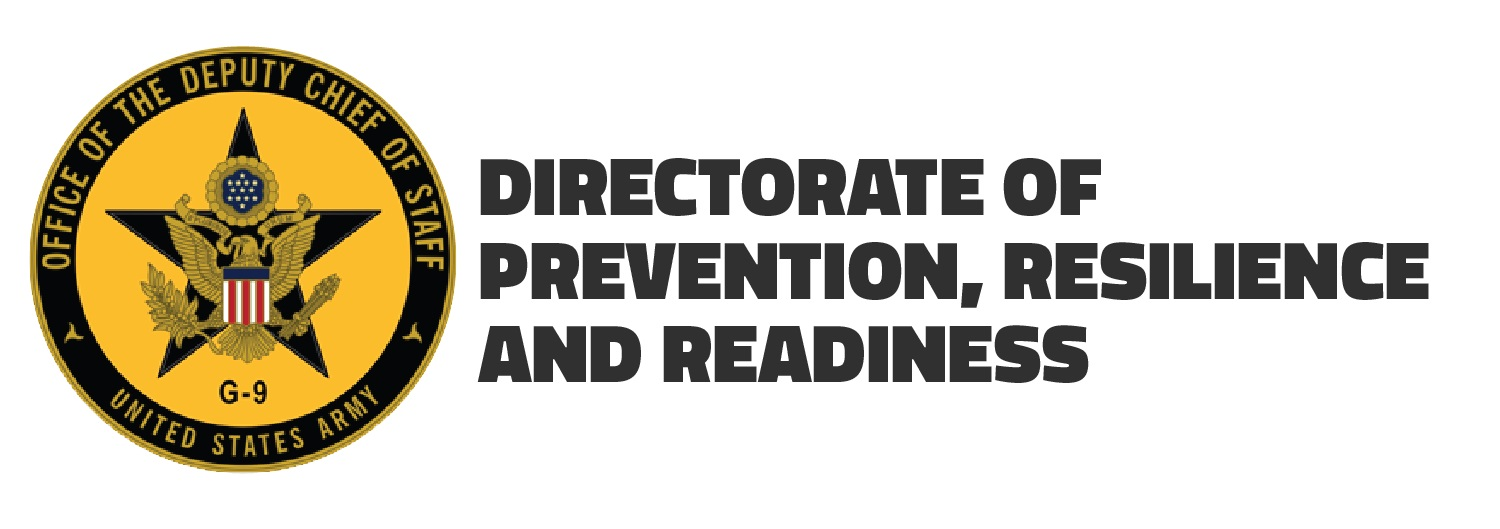 OFFICE OF THE DEPUTY CHIEF OF STAFF
G-9
UNITED STATES ARMY
DIRECTORATE OF
PREVENTION, RESILIENCE
AND READINESS